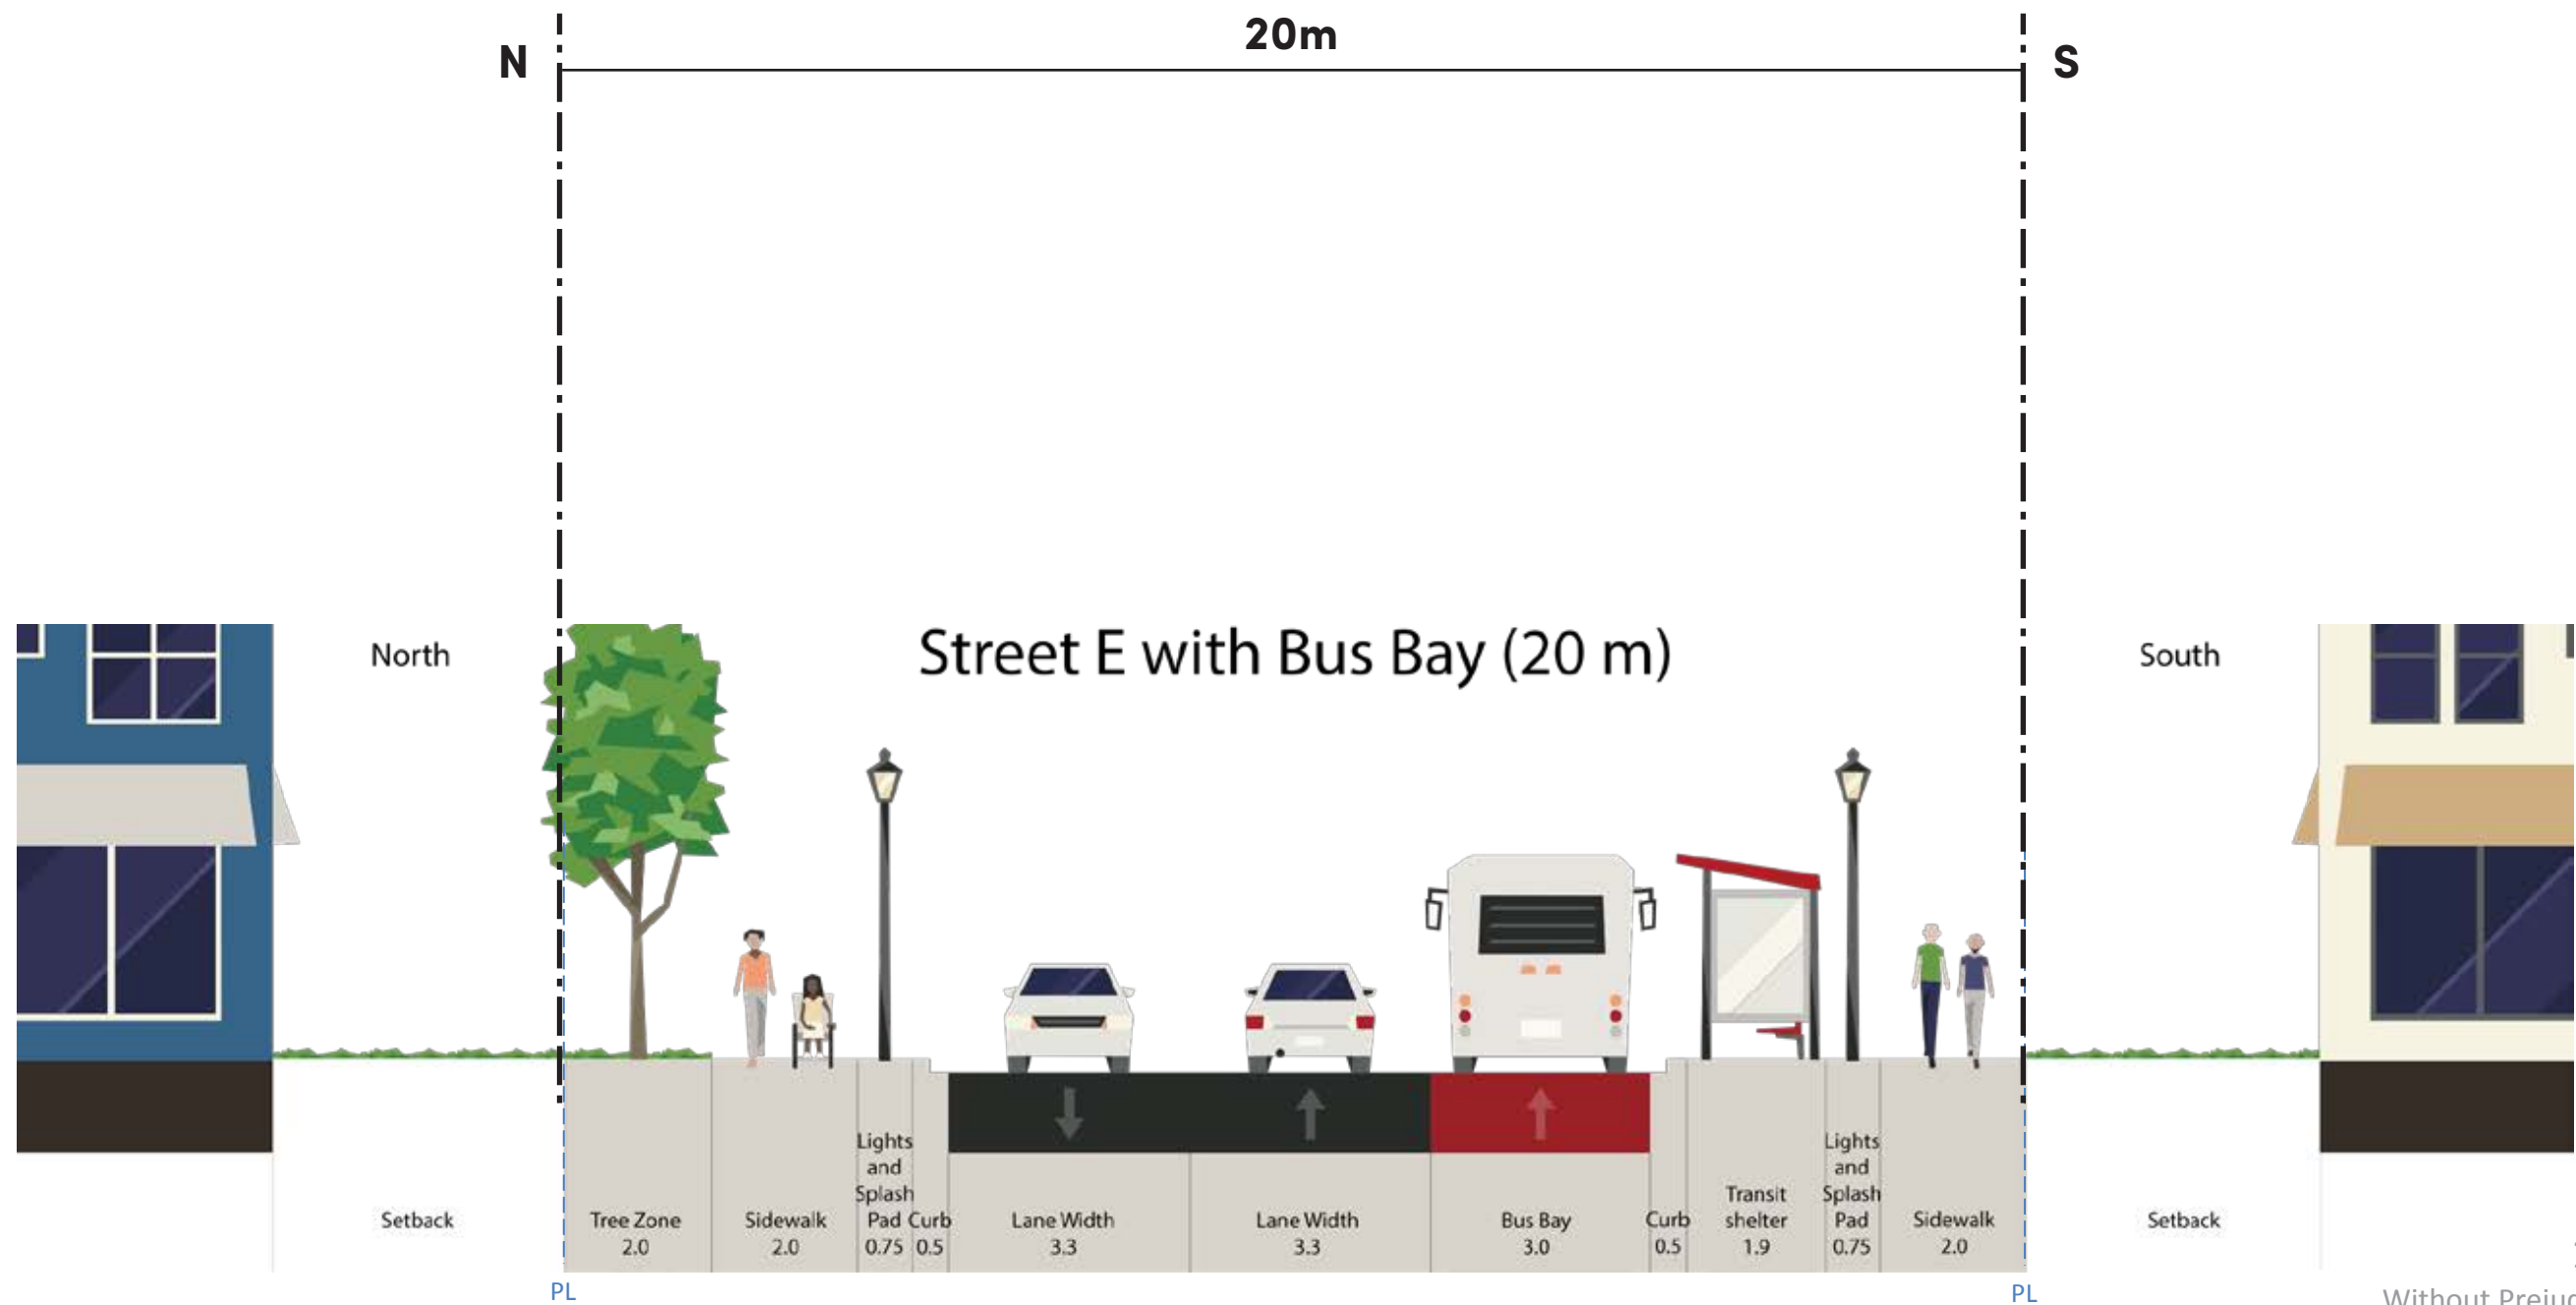 20m
N
S
North
Street E with Bus Bay (20 m)
South
Setback
Tree Zone
2.0
Sidewalk
2.0
Lights
and
Splash
Pad
0.75
Curb
0.5
Lane Width
3.3
Lane Width
3.3
Bus Bay
3.0
Curb
0.5
Transit
shelter
1.9
Lights
and
Splash
Pad
0.75
Sidewalk
2.0
Setback
PL
PL
Without